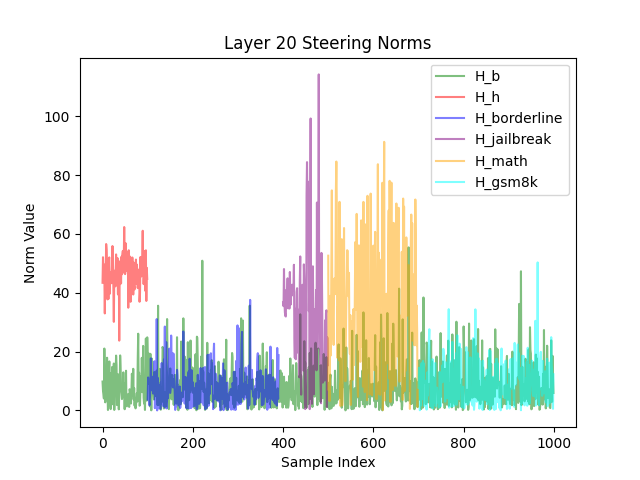 Layer 20 Steering Norms
H_b
H_h
H_borderline
H_jailbreak
H_math
H_gsm8k
Norm Value
100
80
60
40
20
0
0 200 400 600 800 1000
Sample Index